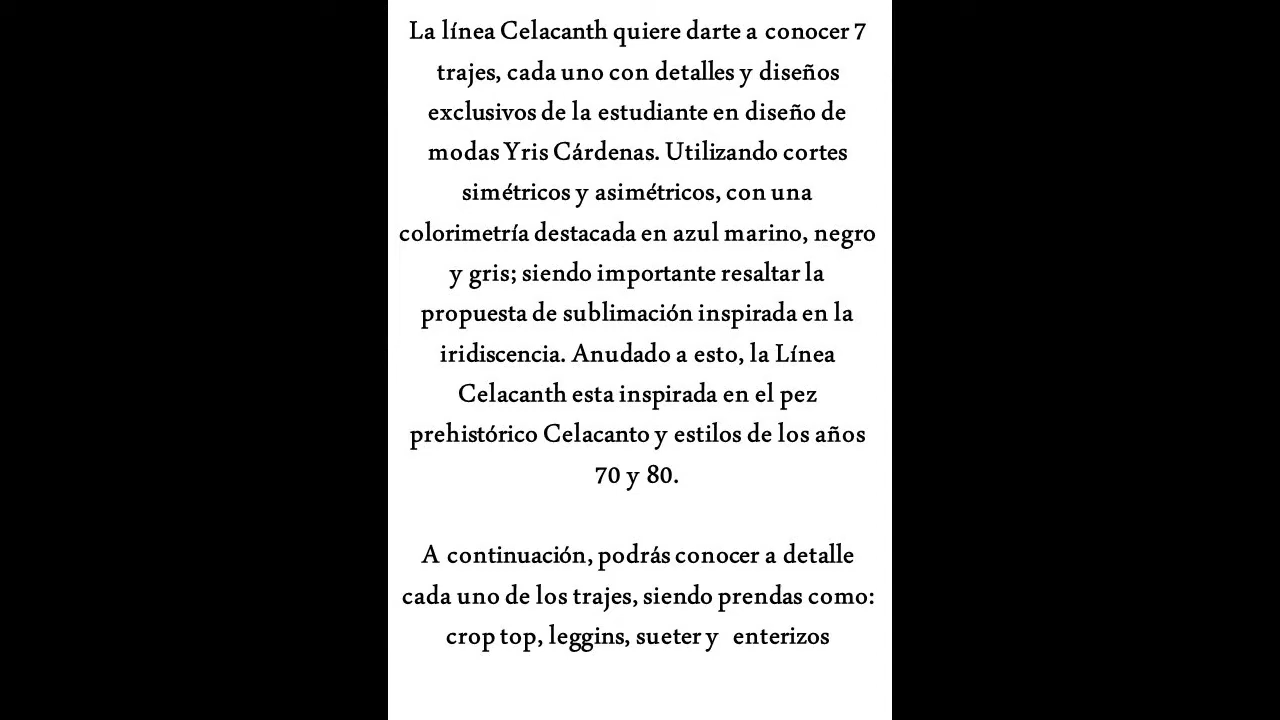 La línea Celacanth quiere darte a conocer 7
trajes, cada uno con detalles y diseños
exclusivos de la estudiante en diseño de
modas Yris Cárdenas. Utilizando cortes
simétricos y asimétricos, con una
colorimetría destacada en azul marino, negro
y gris; siendo importante resaltar la
propuesta de sublimación inspirada en la
iridiscencia. Anudado a esto, la Línea
Celacanth esta inspirada en el pez
prehistórico Celacanto y estilos de los años
70 y 80.
A continuación, podrás conocer a detalle
cada uno de los trajes, siendo prendas como:
crop top, leggins, sueter y enterizos